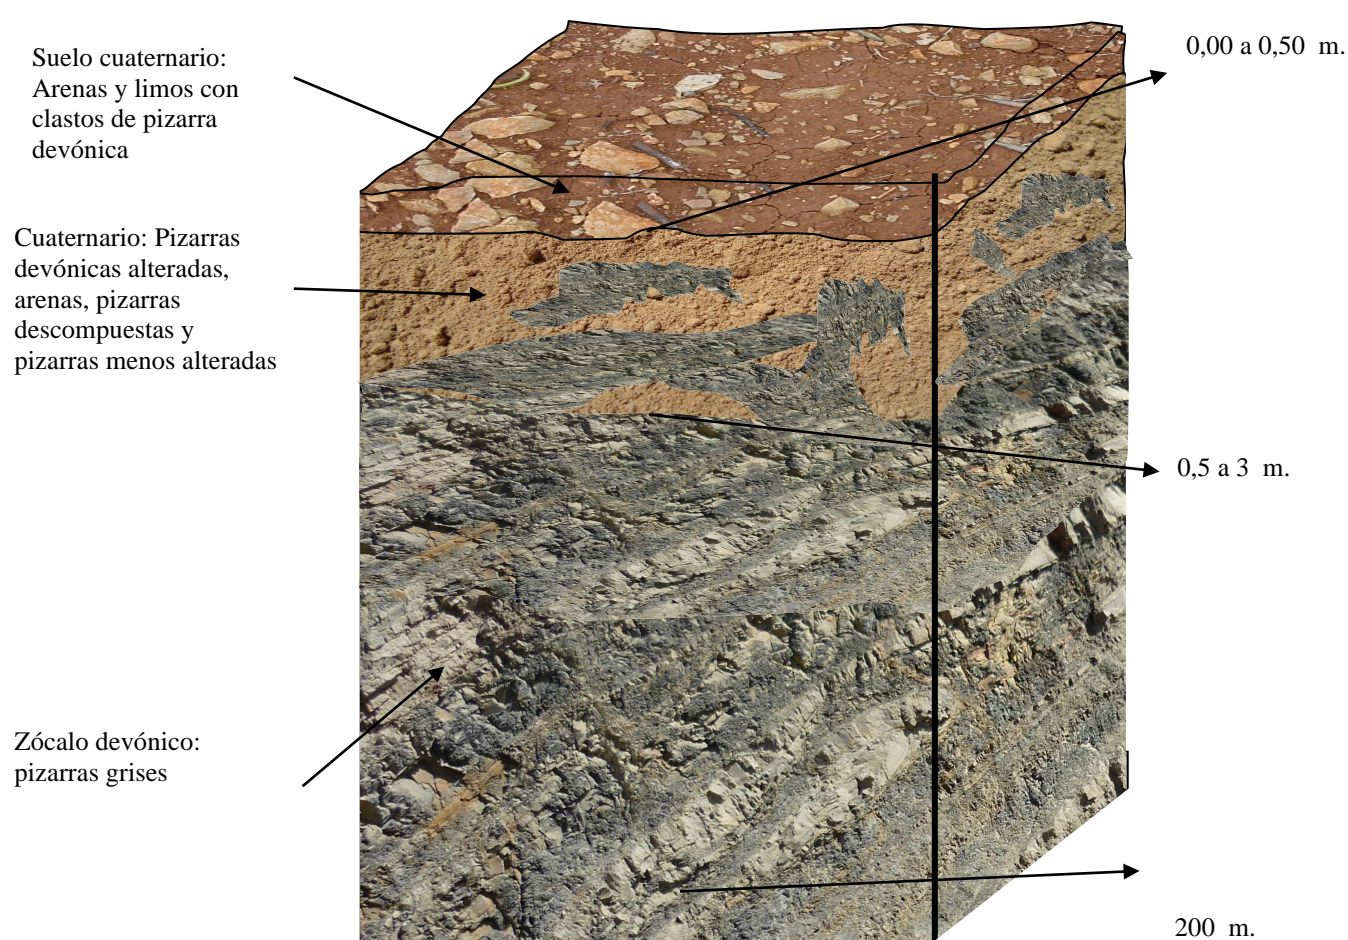 Suelo cuaternario:
Arenas y limos con
clastos de pizarra
devónica
0,00 a 0,50 m.
Cuaternario: Pizarras
devónicas alteradas,
arenas, pizarras
descompuestas y
pizarras menos alteradas
0,5 a 3 m.
Zócalo devónico:
pizarras grises
200 m.